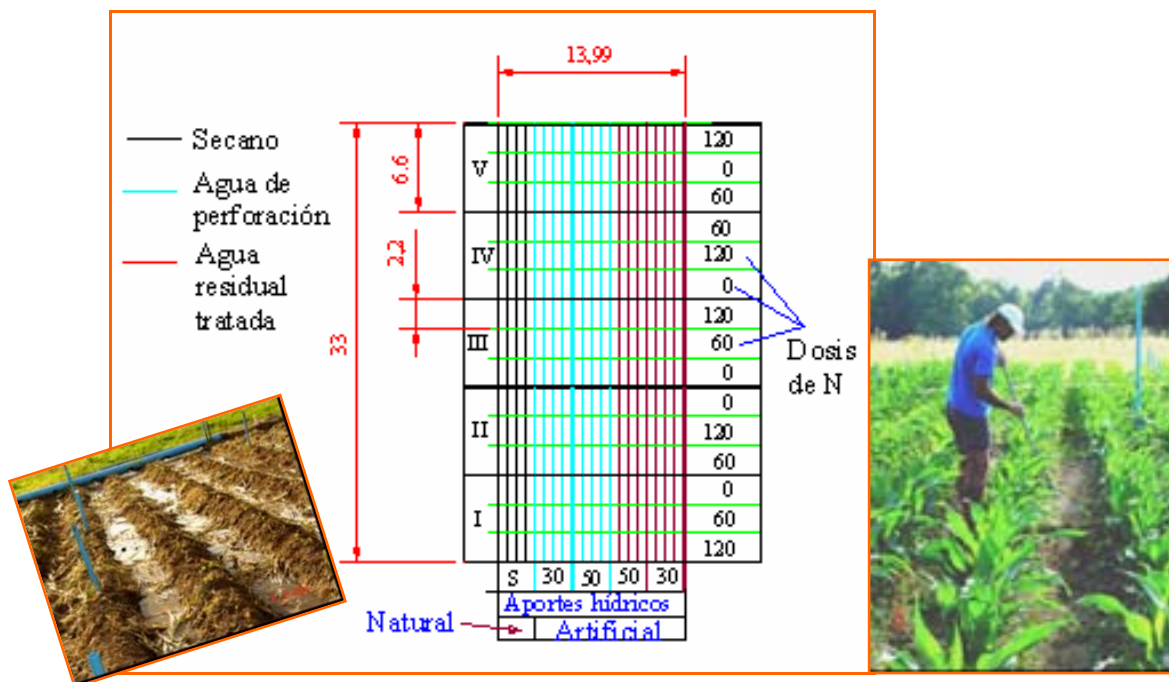 13,99
Secano
Agua de
perforación
Agua
residual
tratada
33
6.6
2,2
V
120
0
60
IV
60
120
0
III
120
60
0
II
0
120
60
I
0
60
120
Dosis
de N
S 30 50 50 30
Aportes hídricos
Natural
Artificial